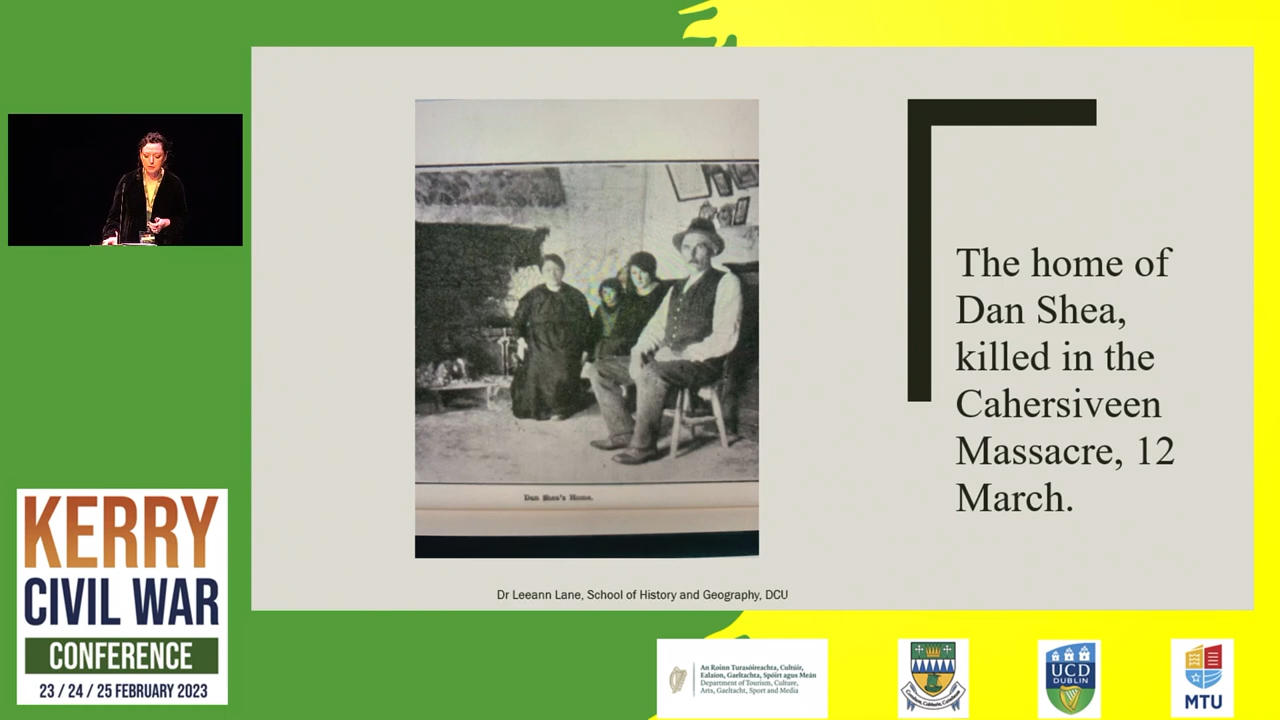 The home of
Dan Shea,
killed in the
Cahersiveen
Massacre, 12
March.
Dan Shea's Home.
Dr Leeann Lane, School of History and Geography, DCU
KERRY
CIVIL WAR
CONFERENCE
23 / 24 / 25 FEBRUARY 2023
An Roinn Turasóireachta, Cultúir,
Ealaíon, Gaeltachta, Spóirt agus Meán
Department of Tourism, Culture,
Arts, Gaeltacht, Sport and Media
UCD
DUBLIN
MTU